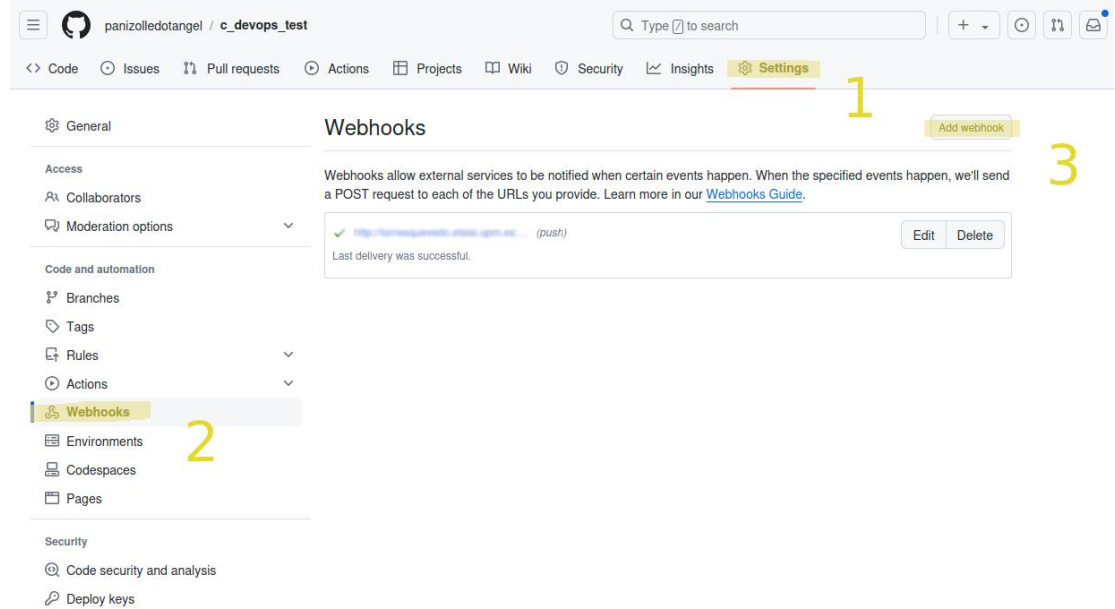 panizolledotangel / c_devops_test
Type / to search
Code Issues Pull requests Actions Projects Wiki Security Insights Settings
1
General
Access
Collaborators
Moderation options
Code and automation
Branches
Tags
Rules
Actions
Webhooks
2
Environments
Codespaces
Pages
Security
Code security and analysis
Deploy keys
Webhooks
Add webhook
3
Webhooks allow external services to be notified when certain events happen. When the specified events happen, we'll send
a POST request to each of the URLs you provide. Learn more in our Webhooks Guide.
(push)
Edit Delete
Last delivery was successful.